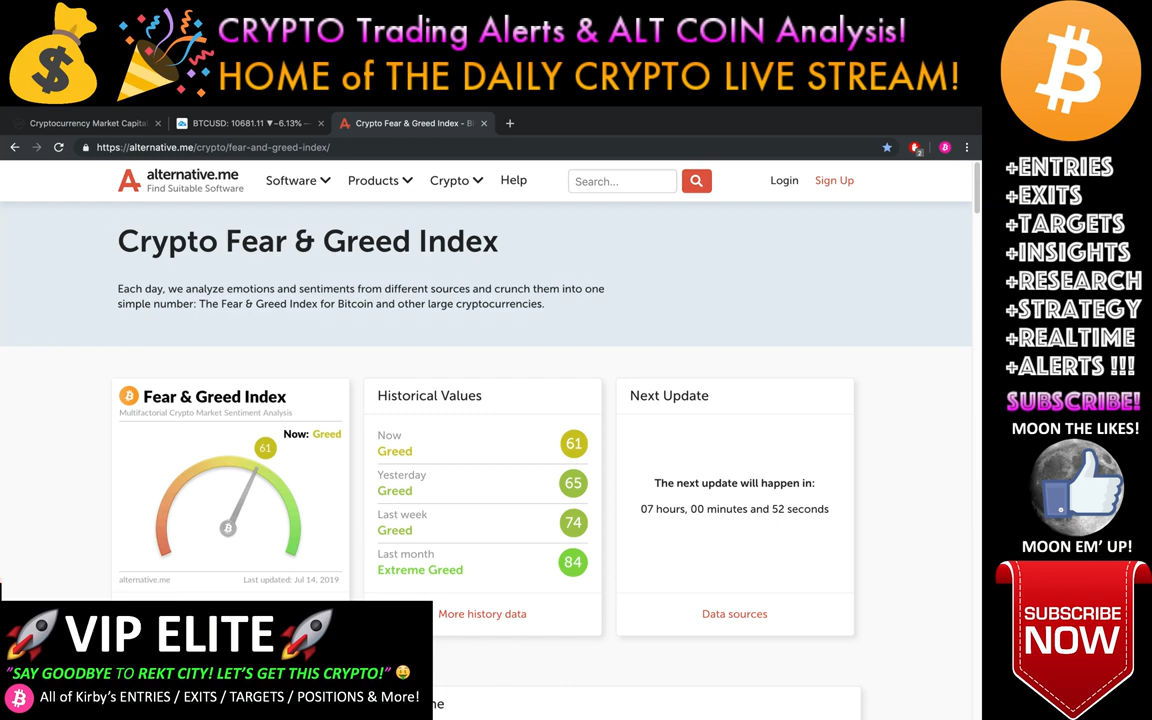 CRYPTO Trading Alerts & ALT COIN Analysis!
HOME of THE DAILY CRYPTO LIVE STREAM!
Cryptocurrency Market Capital
BTCUSD: 10681.11 ▼−6.13% —
Crypto Fear & Greed Index - B
https://alternative.me/crypto/fear-and-greed-index/
2
alternative.me
Find Suitable Software
Software
Products
Crypto
Help
Search...
Login
Sign Up
Crypto Fear & Greed Index
Each day, we analyze emotions and sentiments from different sources and crunch them into one
simple number: The Fear & Greed Index for Bitcoin and other large cryptocurrencies.
Fear & Greed Index
Multifactorial Crypto Market Sentiment Analysis
Now: Greed
61
alternative.me
Last updated: Jul 14, 2019
Historical Values
Now
Greed
61
Yesterday
Greed
65
Last week
Greed
74
Last month
Extreme Greed
84
More history data
Next Update
The next update will happen in:
07 hours, 00 minutes and 52 seconds
Data sources
VIP ELITE
"SAY GOODBYE TO REKT CITY! LET'S GET THIS CRYPTO!"
All of Kirby's ENTRIES / EXITS / TARGETS / POSITIONS & More!
+ENTRIES
+EXITS
+TARGETS
+INSIGHTS
+RESEARCH
+STRATEGY
+REALTIME
+ALERTS !!!
SUBSCRIBE!
MOON THE LIKES!
MOON EM' UP!
SUBSCRIBE
NOW